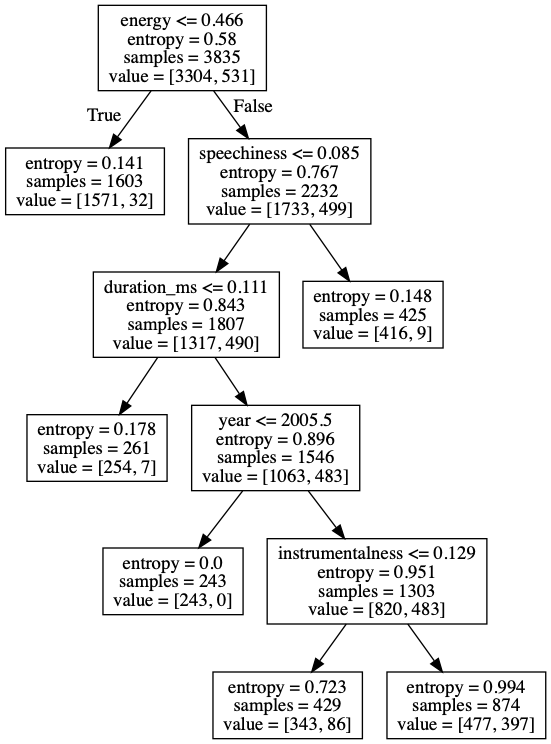 energy <= 0.466
entropy = 0.58
samples = 3835
value = [3304, 531]
True
False
entropy = 0.141
samples = 1603
value = [1571, 32]
speechiness <= 0.085
entropy = 0.767
samples = 2232
value = [1733, 499]
duration_ms <= 0.111
entropy = 0.843
samples = 1807
value = [1317, 490]
entropy = 0.148
samples = 425
value = [416, 9]
entropy = 0.178
samples = 261
value = [254, 7]
year <= 2005.5
entropy = 0.896
samples = 1546
value = [1063, 483]
entropy = 0.0
samples = 243
value = [243, 0]
instrumentalness <= 0.129
entropy = 0.951
samples = 1303
value = [820, 483]
entropy = 0.723
samples = 429
value = [343, 86]
entropy = 0.994
samples = 874
value = [477, 397]